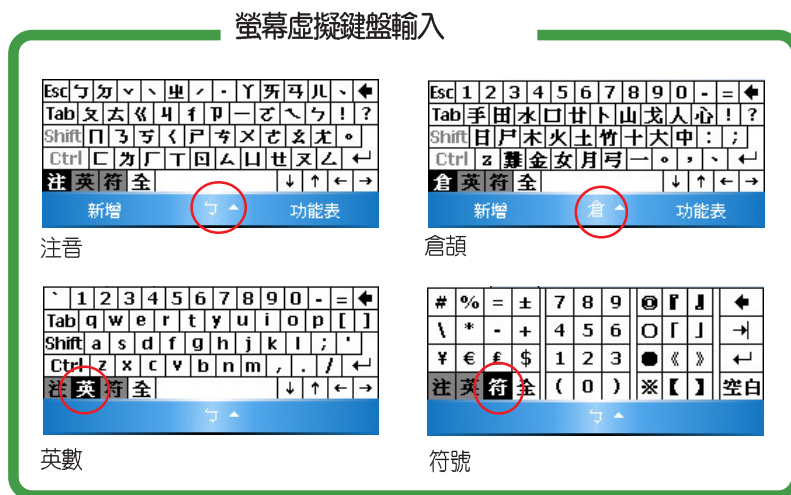 螢幕虛擬鍵盤輸入
Esc ㄅ ㄉ ˇ ˋ ㄓ ˊ ˙ ㄚ ㄞ ㄢ ㄦ 、
Tab ㄆ ㄊ ㄍ ㄐ ㄔ ㄗ ㄧ ㄛ ㄟ ㄣ ! ?
Shift ㄇ ㄋ ㄎ ㄑ ㄕ ㄘ ㄨ ㄜ ㄠ ㄤ 。
Ctrl ㄈ ㄌ ㄏ ㄒ ㄖ ㄙ ㄩ ㄝ ㄡ ㄥ ↵
注 英 符 全 ↓ ↑ ← →
新增 ㄅ 功能表
注音
Esc 1 2 3 4 5 6 7 8 9 0 - =
Tab 手 田 水 口 廿 卜 山 戈 人 心 ! ?
Shift 日 尸 木 火 土 竹 十 大 中 : ;
Ctrl z 難 金 女 月 弓 一 。 , 、 ↵
倉 英 符 全 ↓ ↑ ← →
新增 倉 功能表
倉頡
` 1 2 3 4 5 6 7 8 9 0 - =
Tab q w e r t y u i o p [ ]
Shift a s d f g h j k l ; '
Ctrl z x c v b n m , . / ↵
注 英 符 全 ↓ ↑ ← →
ㄅ
英數
# % = ± 7 8 9 ◎ 『 』
\ * - + 4 5 6 ○ 「 」
¥ € £ $ 1 2 3 ● 《 》 ↵
注 英 符 全 ( 0 ) ※ 【 】 空白
ㄅ
符號